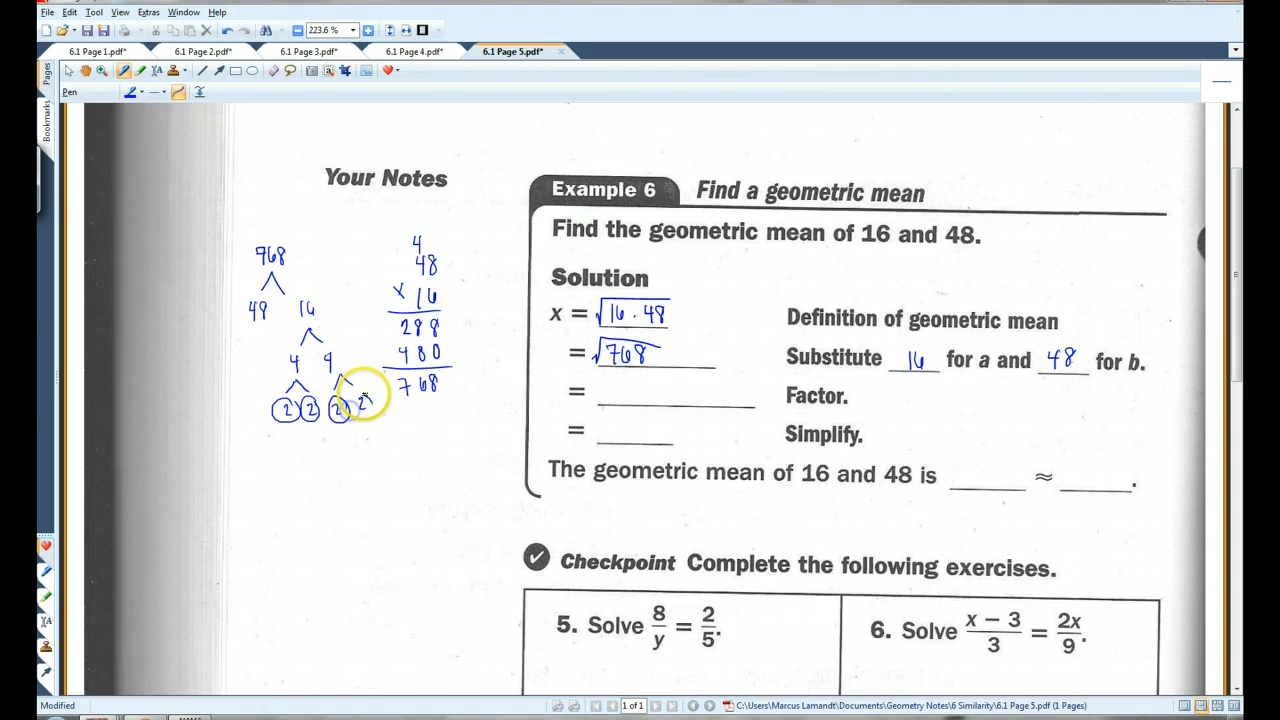 File Edit Tool View Extras Window Help
223.6 %
6.1 Page 1.pdf* 6.1 Page 2.pdf* 6.1 Page 3.pdf* 6.1 Page 4.pdf* 6.1 Page 5.pdf*
Pen
Pages
Bookmarks
Your Notes
768
48 16
4 4
2 2 2 2
4
48
× 16
288
480
768
Example 6 Find a geometric mean
Find the geometric mean of 16 and 48.
Solution
x = √16 · 48 Definition of geometric mean
= √768 Substitute 16 for a and 48 for b.
= Factor.
= Simplify.
The geometric mean of 16 and 48 is ≈ .
Checkpoint Complete the following exercises.
5. Solve 8/y = 2/5.
6. Solve x − 3/3 = 2x/9.
Modified
1 of 1
C:\Users\Marcus Lamandt\Documents\Geometry Notes\6 Similarity\6.1 Page 5.pdf (1 Pages)